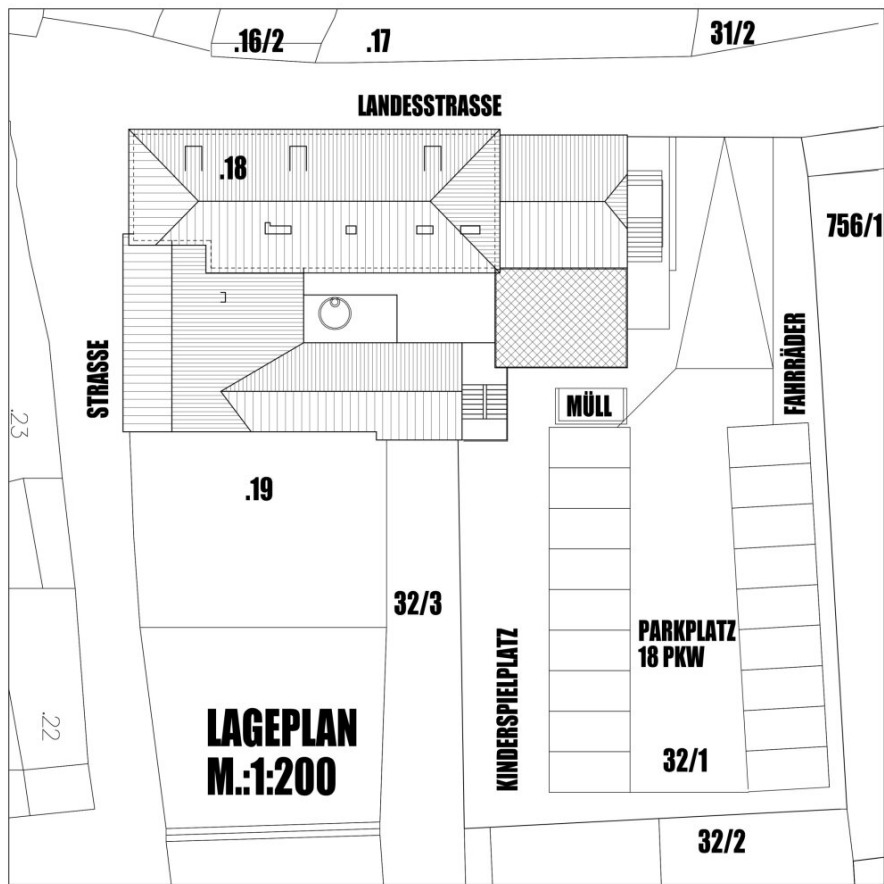 .16/2
.17
31/2
LANDESSTRASSE
.18
756/1
STRASSE
FAHRRÄDER
MÜLL
.23
.19
32/3
KINDERSPIELPLATZ
PARKPLATZ
18 PKW
.22
LAGEPLAN
M.:1:200
32/1
32/2